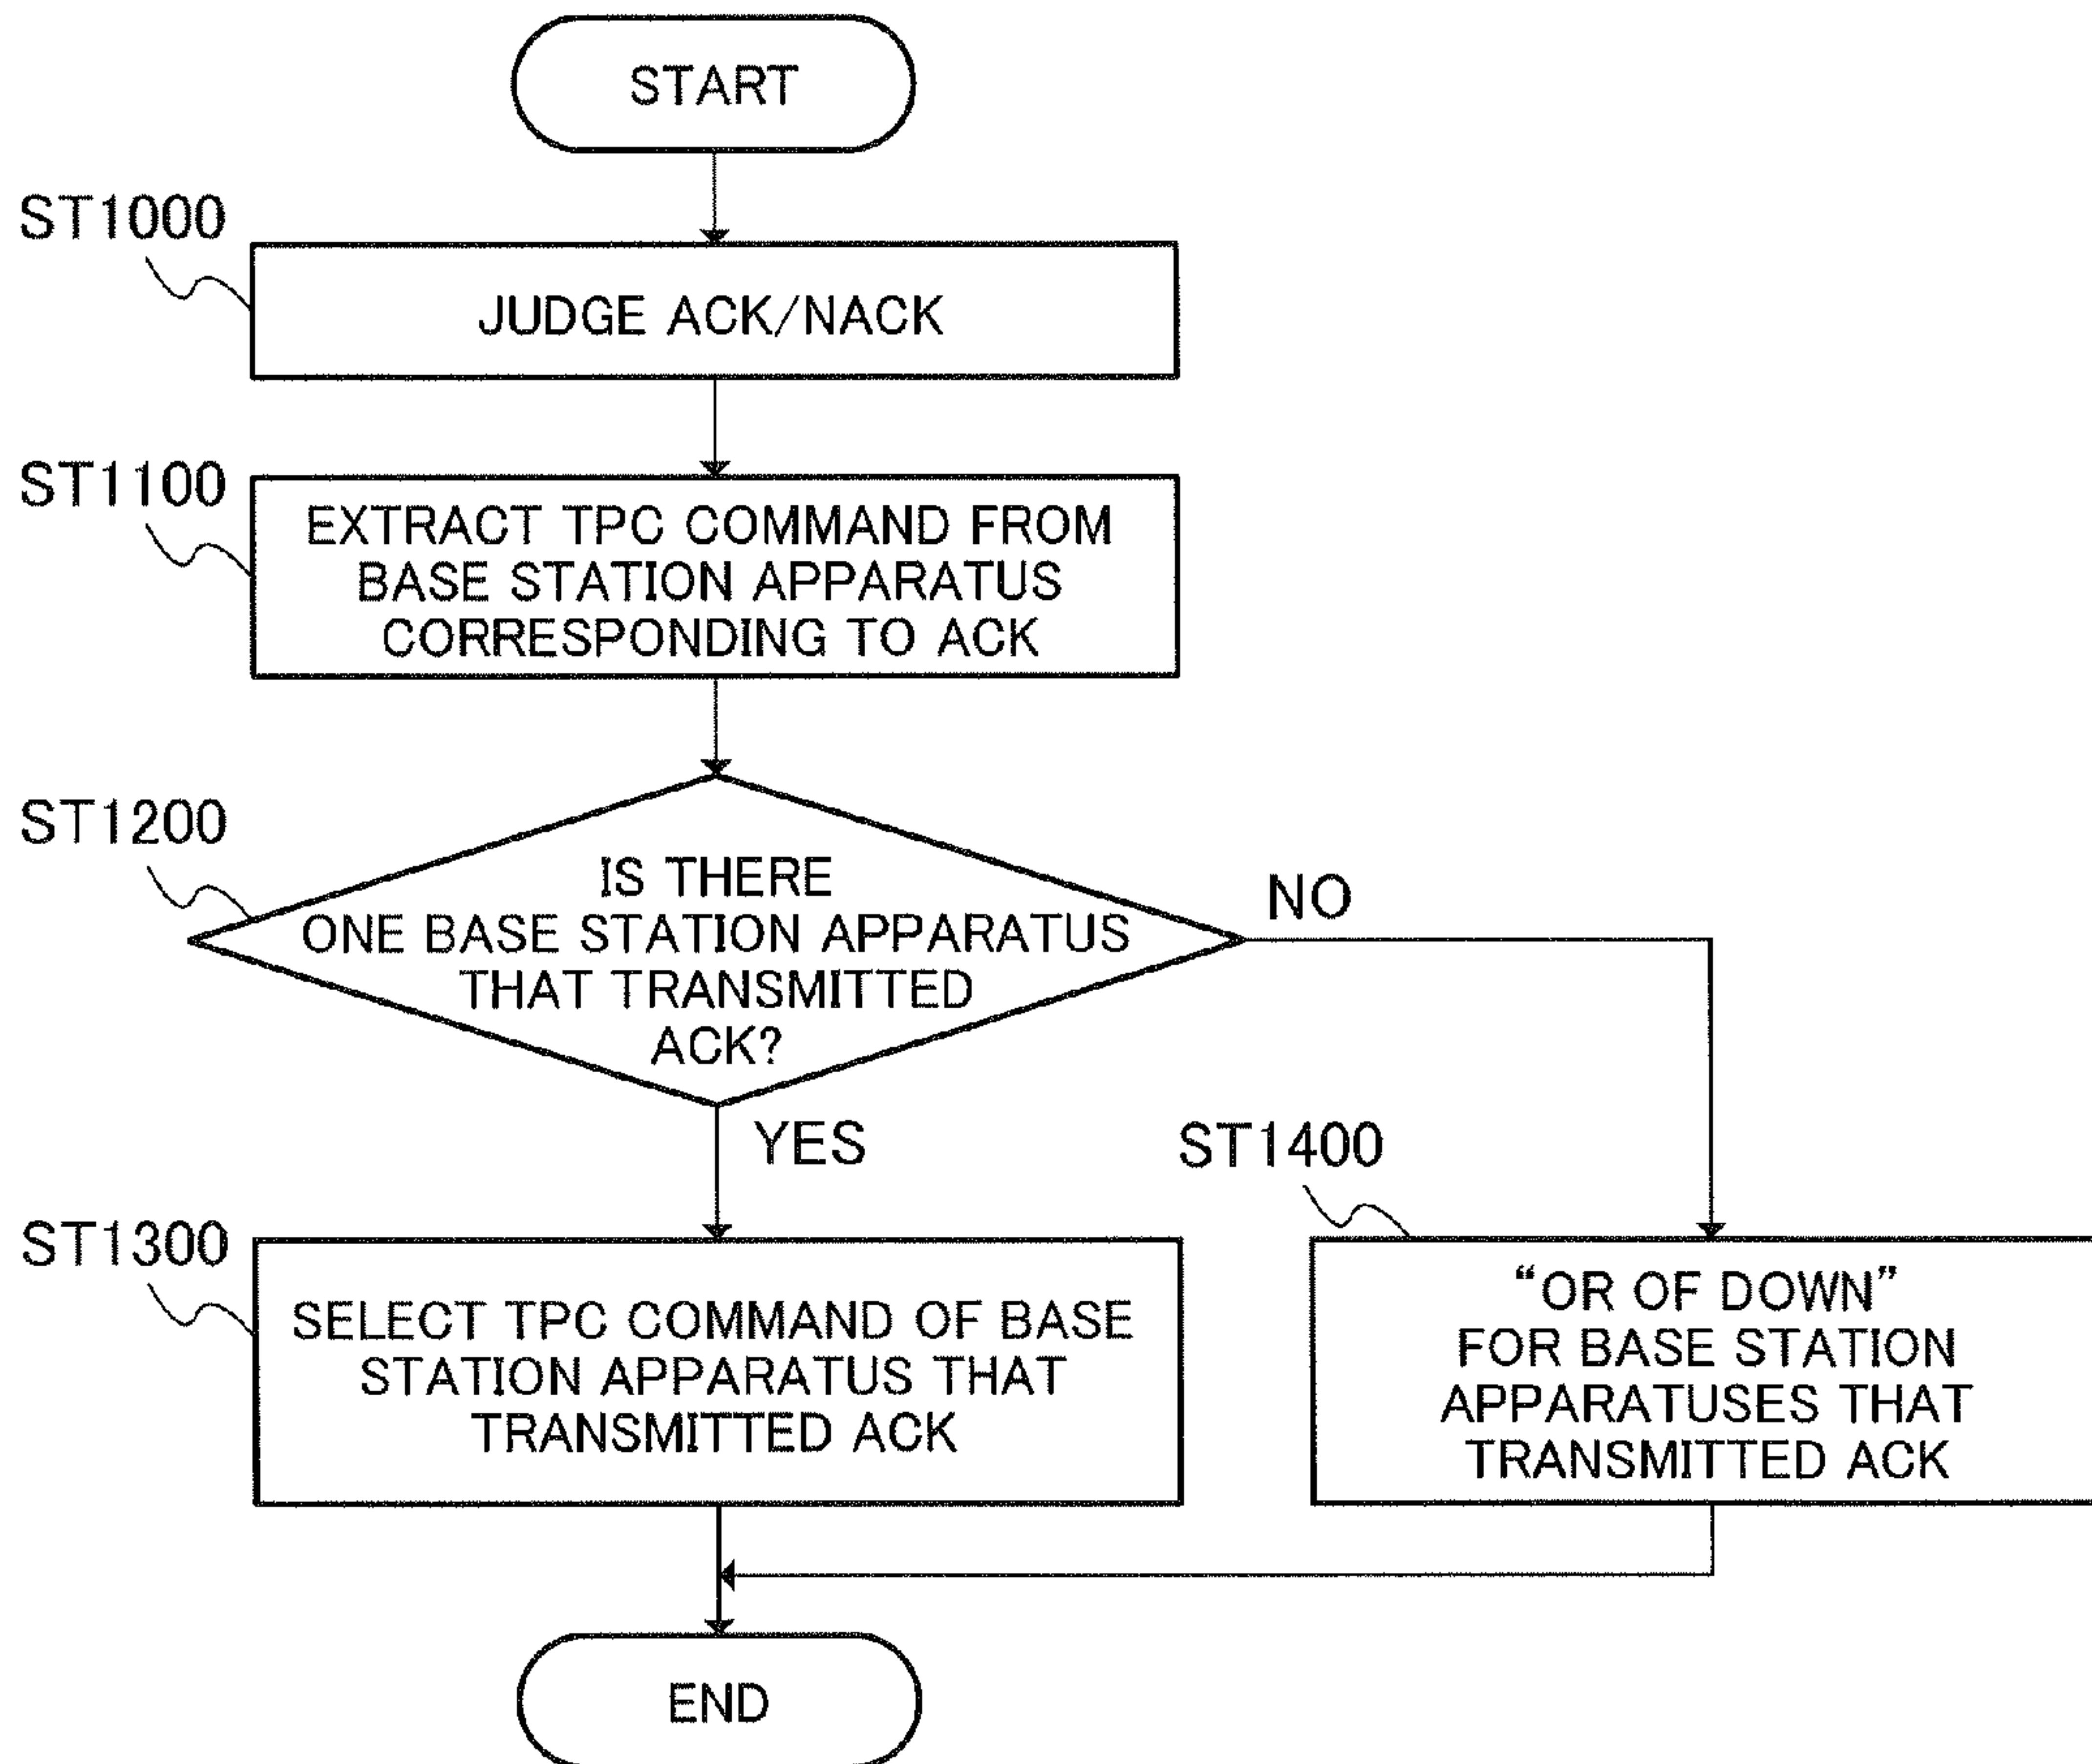 START
ST1000
JUDGE ACK/NACK
ST1100
EXTRACT TPC COMMAND FROM
BASE STATION APPARATUS
CORRESPONDING TO ACK
ST1200
IS THERE
ONE BASE STATION APPARATUS
THAT TRANSMITTED
ACK?
NO
YES
ST1300
SELECT TPC COMMAND OF BASE
STATION APPARATUS THAT
TRANSMITTED ACK
ST1400
“OR OF DOWN”
FOR BASE STATION
APPARATUSES THAT
TRANSMITTED ACK
END